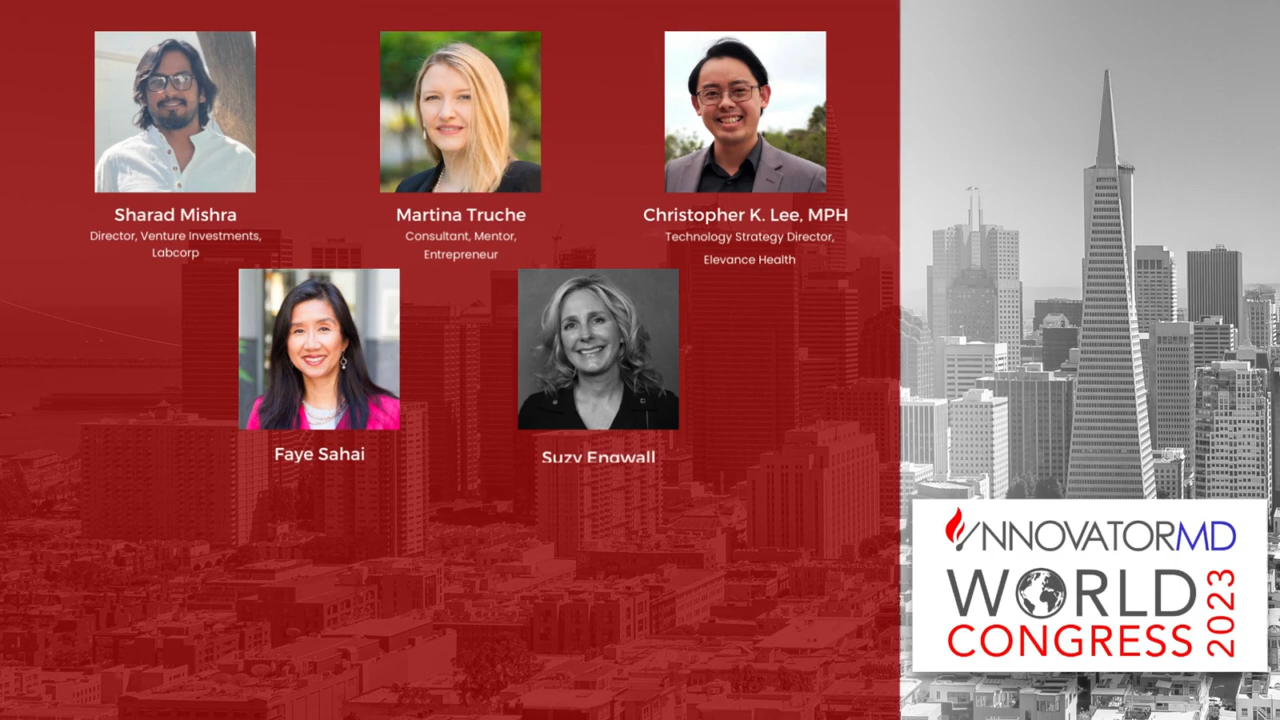 Sharad Mishra
Director, Venture Investments,
Labcorp
Martina Truche
Consultant, Mentor,
Entrepreneur
Christopher K. Lee, MPH
Technology Strategy Director,
Elevance Health
Faye Sahai
Suzy Engwall
INNOVATORMD
WORLD
CONGRESS
2023